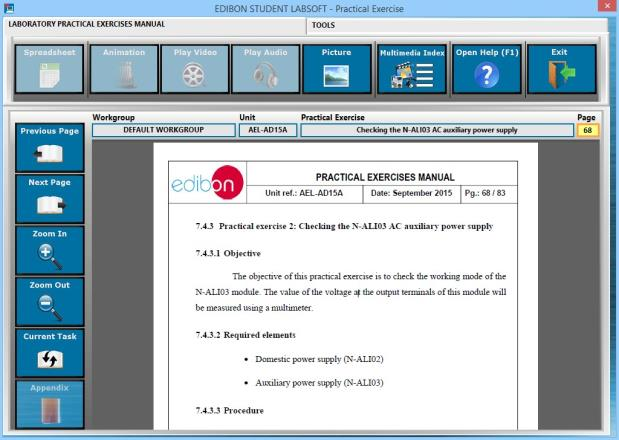 EDIBON STUDENT LABSOFT - Practical Exercise
LABORATORY PRACTICAL EXERCISES MANUAL
TOOLS
Spreadsheet
Animation
Play Video
Play Audio
Picture
Multimedia Index
Open Help (F1)
Exit
Workgroup
Unit
Practical Exercise
Page
DEFAULT WORKGROUP
AEL-AD15A
Checking the N-ALI03 AC auxiliary power supply
68
Previous Page
Next Page
Zoom In
Zoom Out
Current Task
Appendix
edibon
PRACTICAL EXERCISES MANUAL
Unit ref.: AEL-AD15A
Date: September 2015
Pg.: 68 / 83
7.4.3 Practical exercise 2: Checking the N-ALI03 AC auxiliary power supply
7.4.3.1 Objective
The objective of this practical exercise is to check the working mode of the
N-ALI03 module. The value of the voltage at the output terminals of this module will
be measured using a multimeter.
7.4.3.2 Required elements
• Domestic power supply (N-ALI02)
• Auxiliary power supply (N-ALI03)
7.4.3.3 Procedure